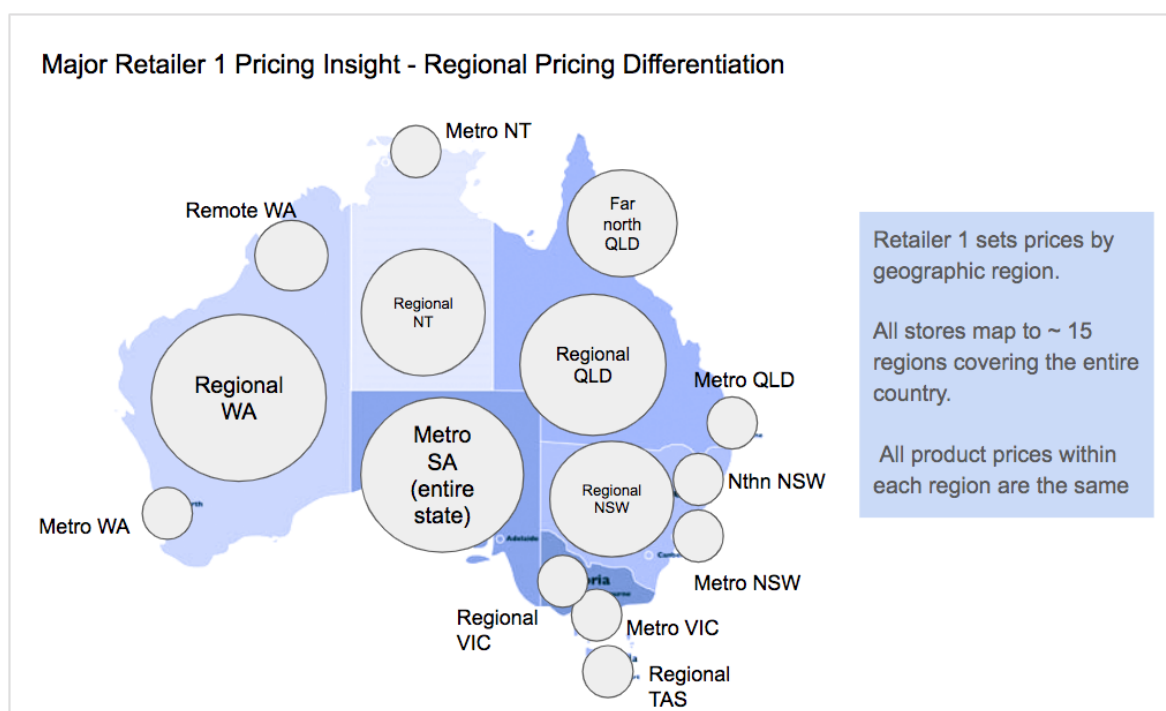 Major Retailer 1 Pricing Insight - Regional Pricing Differentiation
Metro NT
Remote WA
Far
north
QLD
Regional
NT
Regional
WA
Regional
QLD
Metro QLD
Metro
SA
(entire
state)
Regional
NSW
Nthn NSW
Metro WA
rth
Adelaide
Metro NSW
Regional
VIC
Metro VIC
Regional
TAS
Retailer 1 sets prices by
geographic region.
All stores map to ~ 15
regions covering the entire
country.
All product prices within
each region are the same